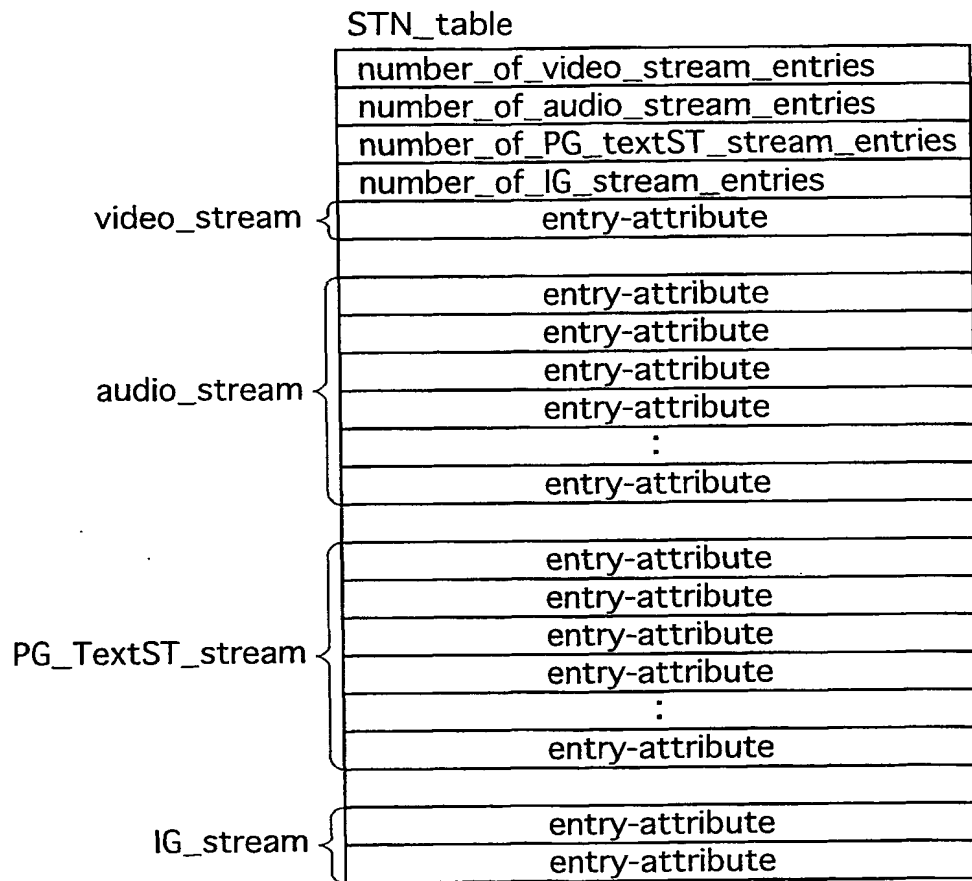 STN_table
number_of_video_stream_entries
number_of_audio_stream_entries
number_of_PG_textST_stream_entries
number_of_IG_stream_entries
video_stream
entry-attribute
audio_stream
entry-attribute
entry-attribute
entry-attribute
entry-attribute
:
entry-attribute
PG_TextST_stream
entry-attribute
entry-attribute
entry-attribute
entry-attribute
:
entry-attribute
IG_stream
entry-attribute
entry-attribute